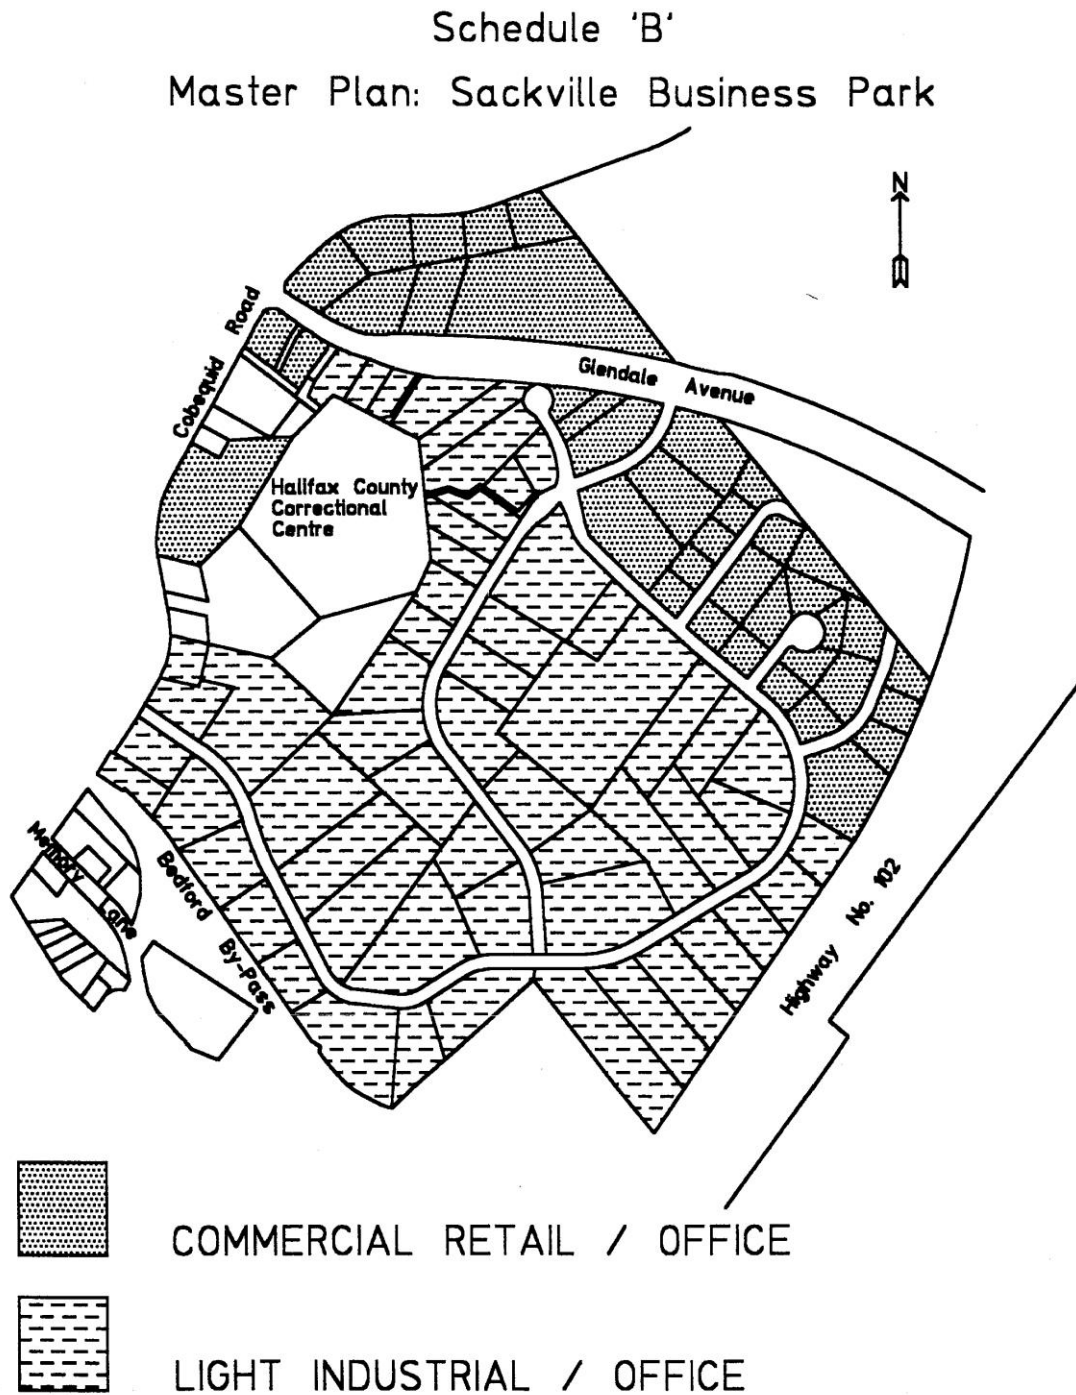 Schedule 'B'
Master Plan: Sackville Business Park
N
Cobequid Road
Glendale Avenue
Halifax County
Correctional
Centre
Memory Lane
Bedford By-Pass
Highway No. 102
COMMERCIAL RETAIL / OFFICE
LIGHT INDUSTRIAL / OFFICE